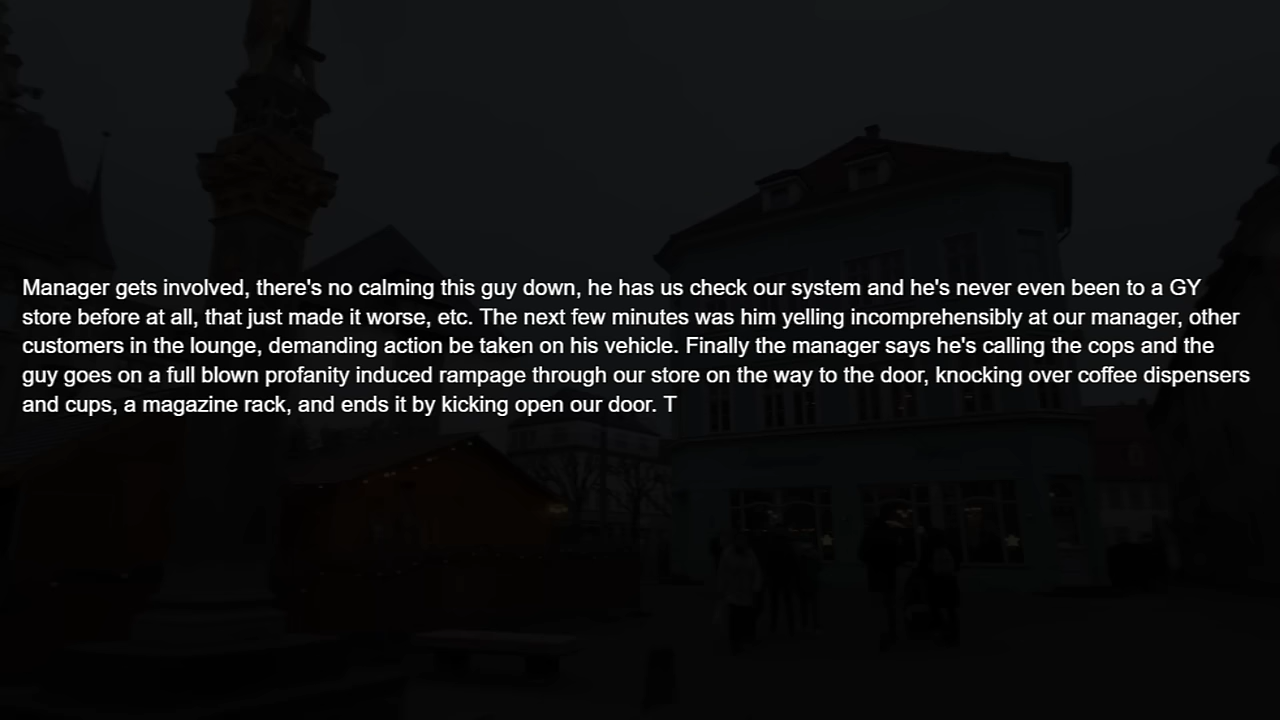 Manager gets involved, there's no calming this guy down, he has us check our system and he's never even been to a GY
store before at all, that just made it worse, etc. The next few minutes was him yelling incomprehensibly at our manager, other
customers in the lounge, demanding action be taken on his vehicle. Finally the manager says he's calling the cops and the
guy goes on a full blown profanity induced rampage through our store on the way to the door, knocking over coffee dispensers
and cups, a magazine rack, and ends it by kicking open our door. T